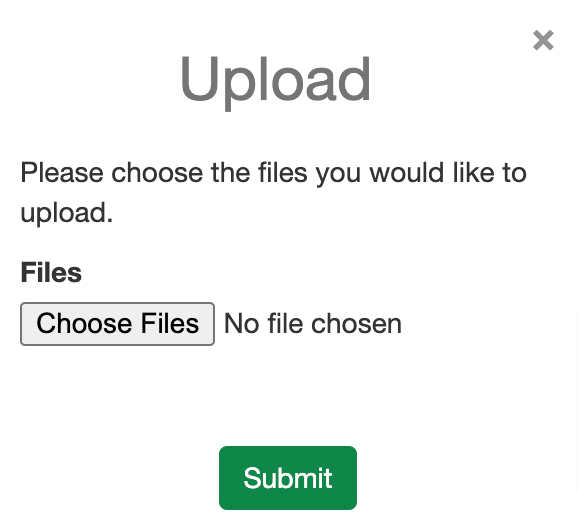 Upload
Please choose the files you would like to
upload.
Files
Choose Files No file chosen
Submit